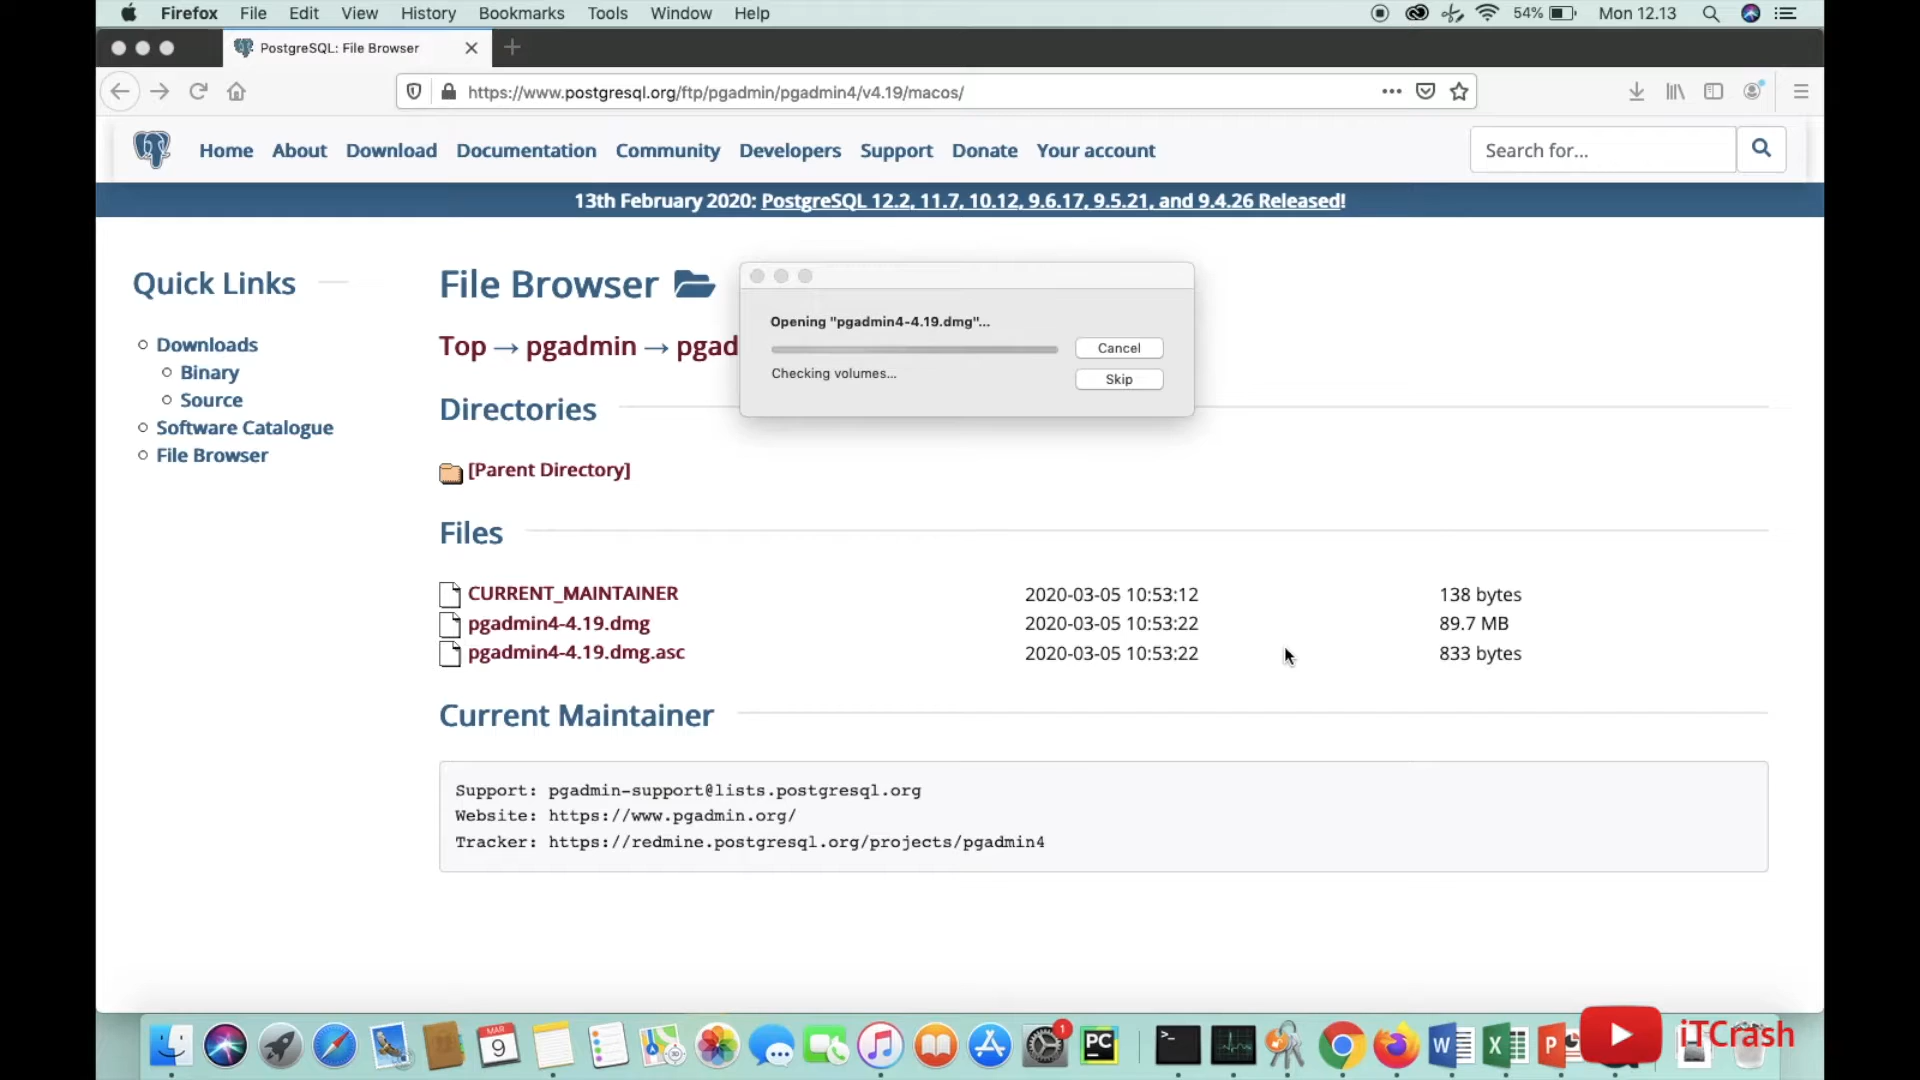 Firefox File Edit View History Bookmarks Tools Window Help 54% Mon 12.13
PostgreSQL: File Browser
https://www.postgresql.org/ftp/pgadmin/pgadmin4/v4.19/macos/
Home About Download Documentation Community Developers Support Donate Your account Search for...
13th February 2020: PostgreSQL 12.2, 11.7, 10.12, 9.6.17, 9.5.21, and 9.4.26 Released!
Quick Links
Downloads
Binary
Source
Software Catalogue
File Browser
File Browser
Top → pgadmin → pgad
Opening "pgadmin4-4.19.dmg"...
Cancel
Checking volumes...
Skip
Directories
[Parent Directory]
Files
CURRENT_MAINTAINER 2020-03-05 10:53:12 138 bytes
pgadmin4-4.19.dmg 2020-03-05 10:53:22 89.7 MB
pgadmin4-4.19.dmg.asc 2020-03-05 10:53:22 833 bytes
Current Maintainer
Support: pgadmin-support@lists.postgresql.org
Website: https://www.pgadmin.org/
Tracker: https://redmine.postgresql.org/projects/pgadmin4
MAR
9
1
PC
W
X
P
iTCrash